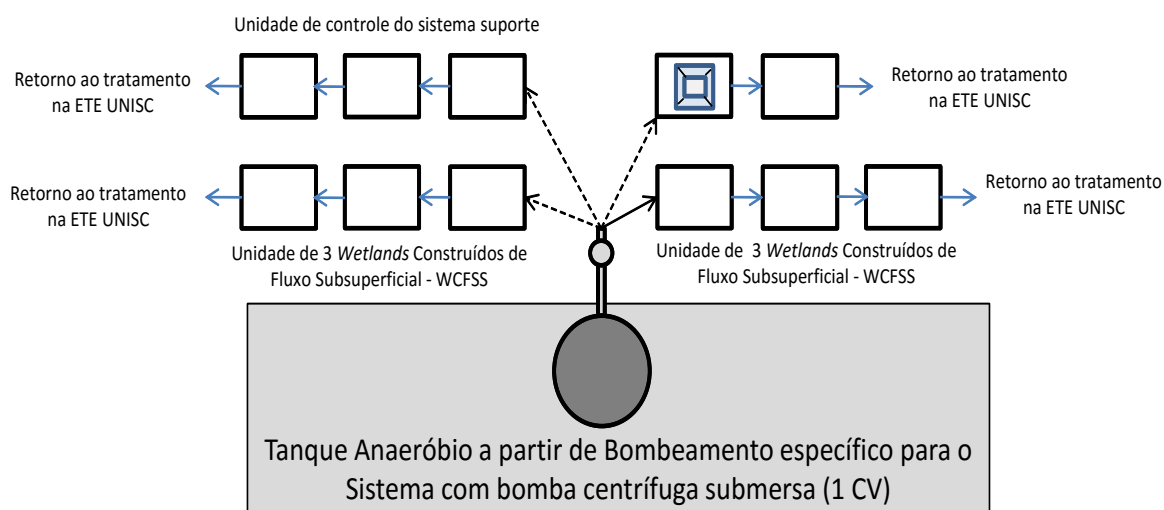 Unidade de controle do sistema suporte
Retorno ao tratamento
na ETE UNISC
Retorno ao tratamento
na ETE UNISC
Retorno ao tratamento
na ETE UNISC
Retorno ao tratamento
na ETE UNISC
Unidade de 3 Wetlands Construídos de
Fluxo Subsuperficial - WCFSS
Unidade de 3 Wetlands Construídos de
Fluxo Subsuperficial - WCFSS
Tanque Anaeróbio a partir de Bombeamento específico para o
Sistema com bomba centrífuga submersa (1 CV)